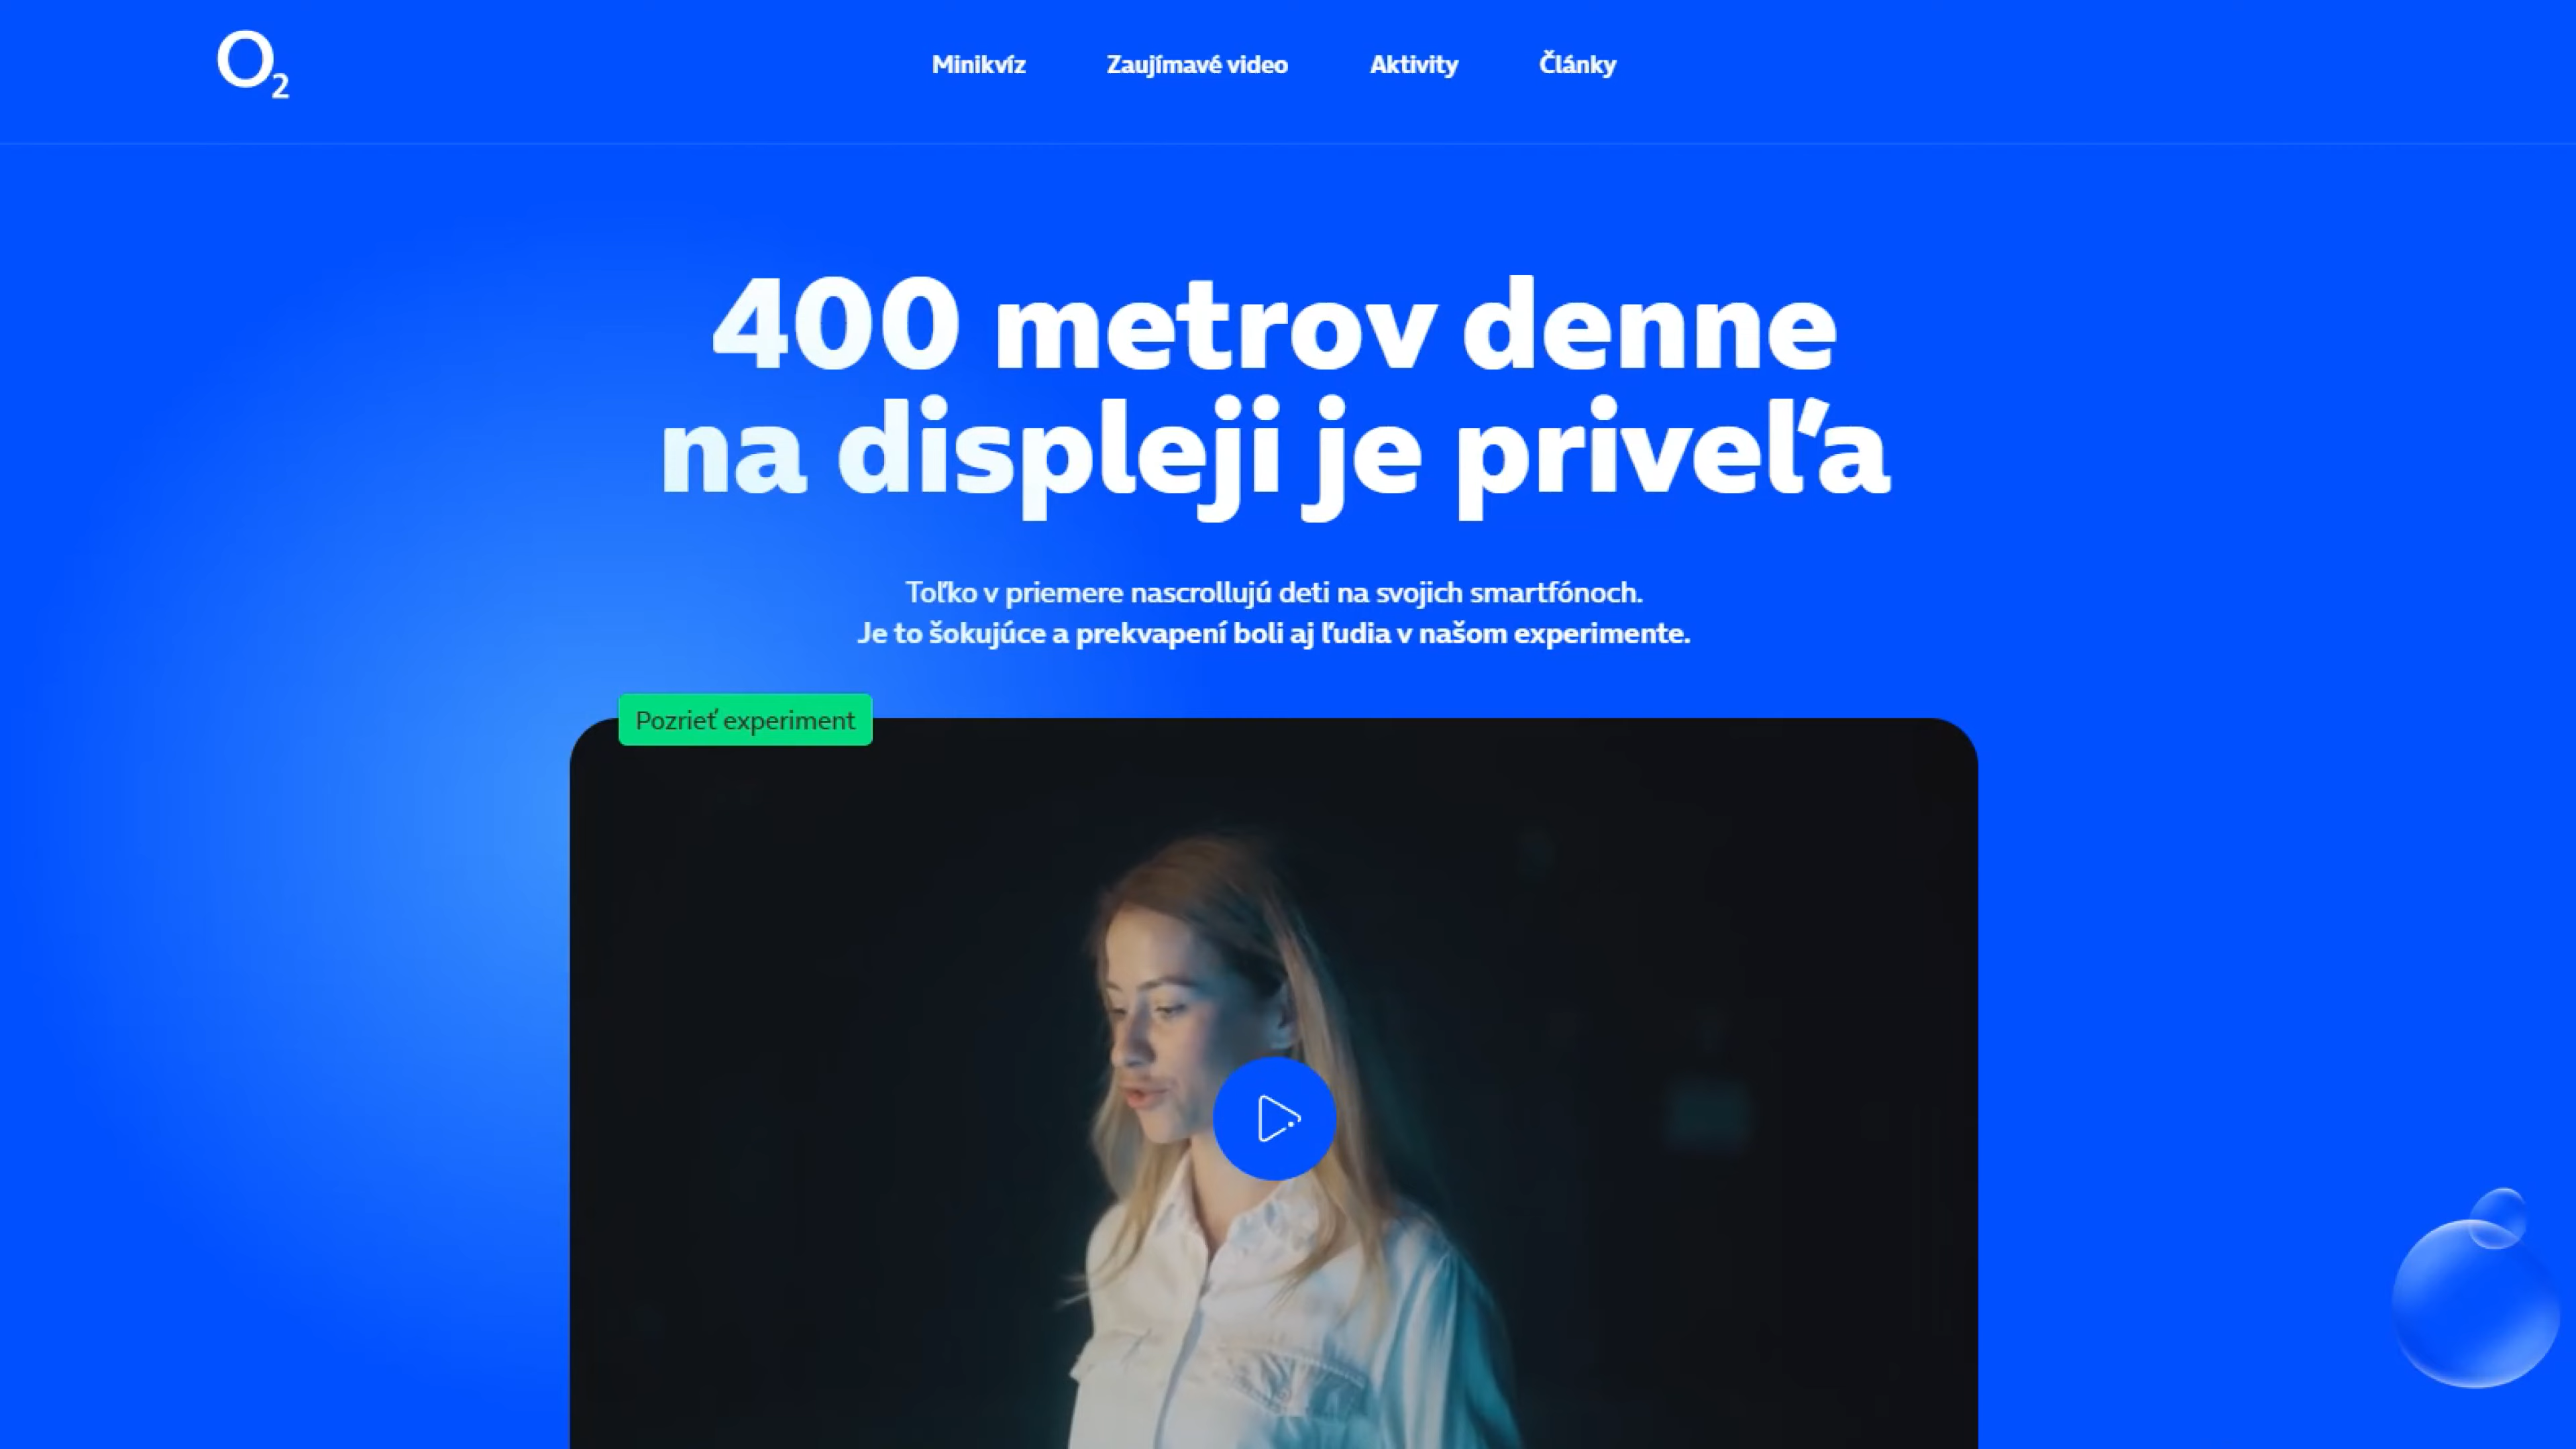 O2
Minikvíz
Zaujímavé video
Aktivity
Články
400 metrov denne
na displeji je priveľa
Toľko v priemere nascrollujú deti na svojich smartfónoch.
Je to šokujúce a prekvapení boli aj ľudia v našom experimente.
Pozrieť experiment